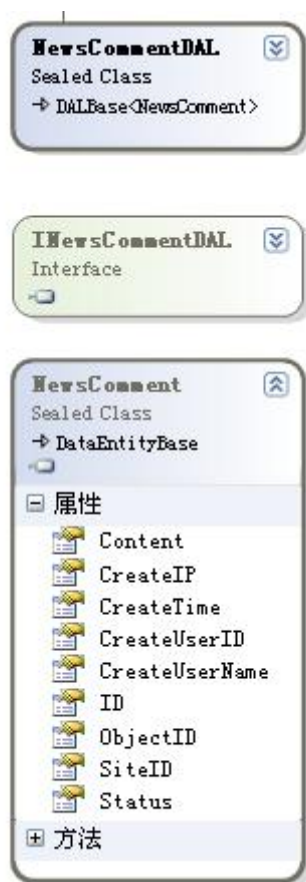 NewsCommentDAL
Sealed Class
DALBase<NewsComment>
INewsCommentDAL
Interface
NewsComment
Sealed Class
DataEntityBase
属性
Content
CreateIP
CreateTime
CreateUserID
CreateUserName
ID
ObjectID
SiteID
Status
方法